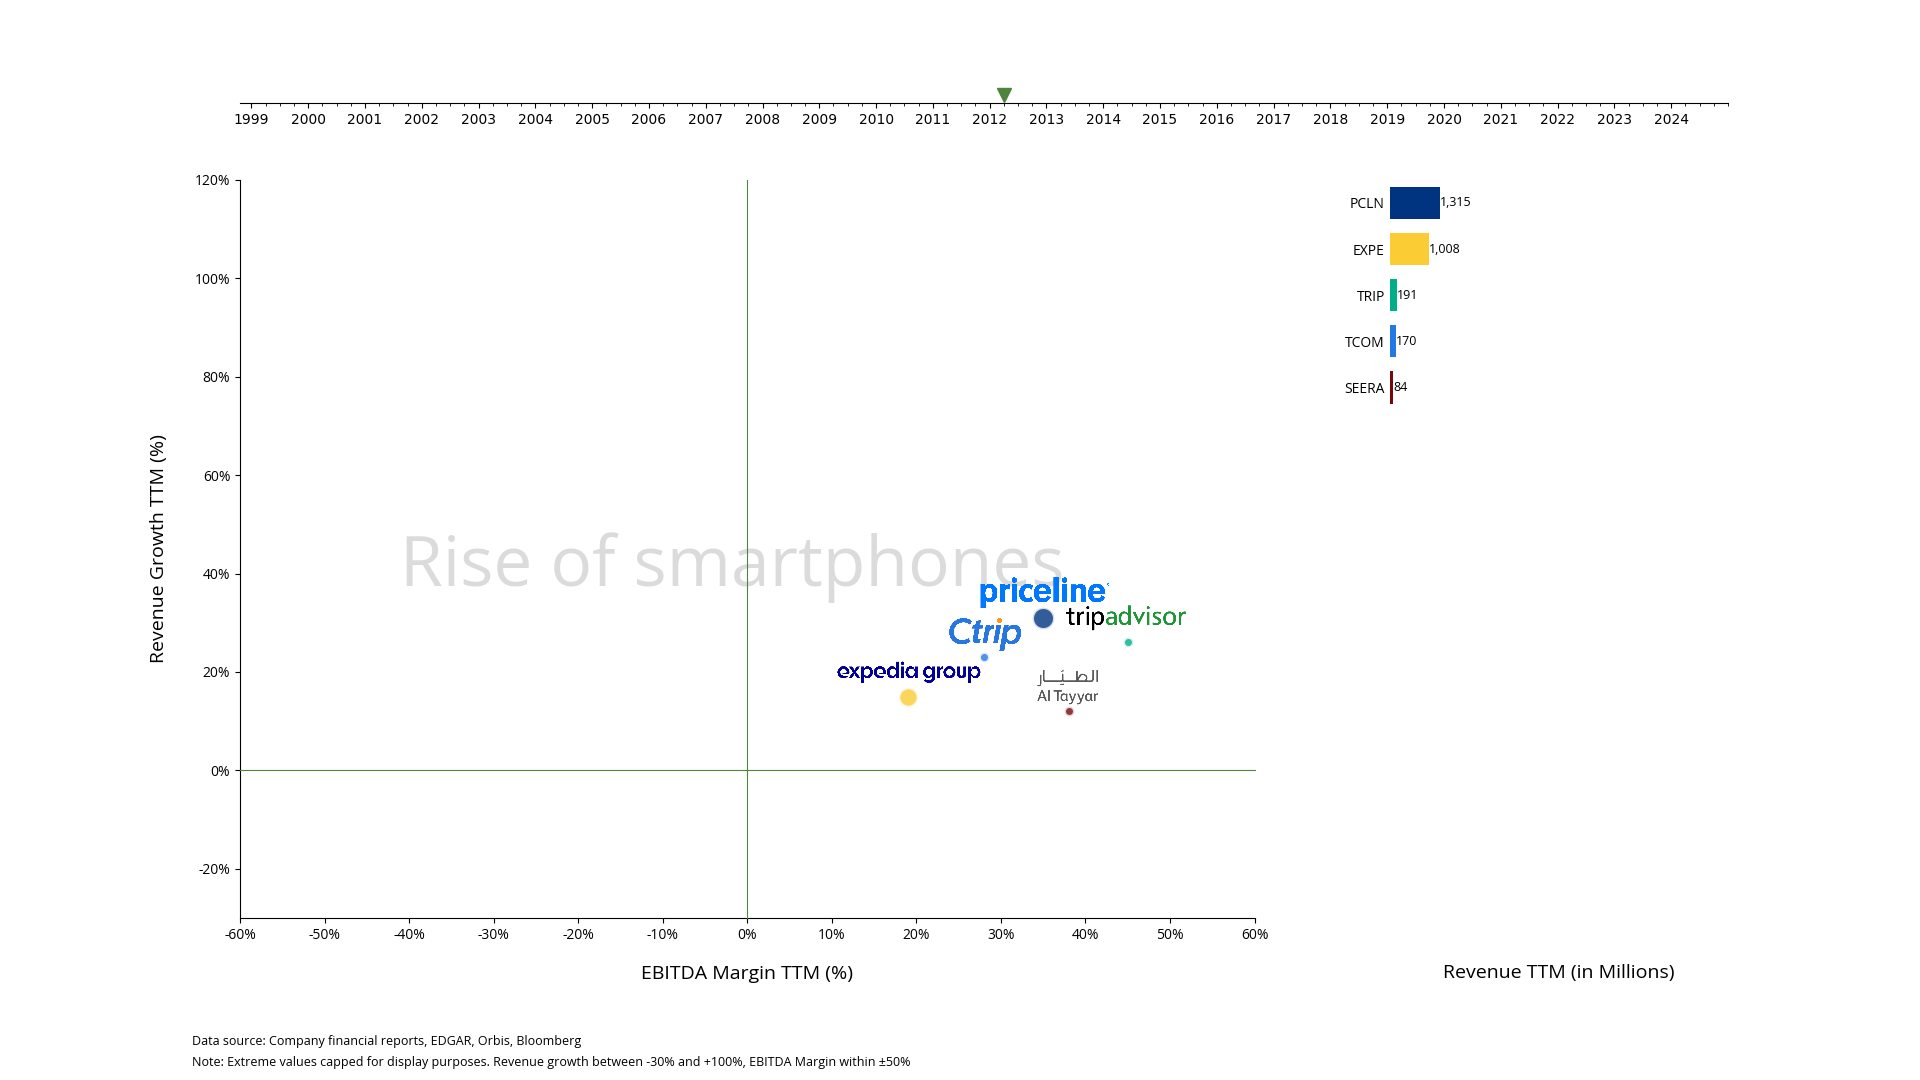 1999 2000 2001 2002 2003 2004 2005 2006 2007 2008 2009 2010 2011 2012 2013 2014 2015 2016 2017 2018 2019 2020 2021 2022 2023 2024
120%
100%
80%
60%
40%
20%
0%
-20%
Revenue Growth TTM (%)
Rise of smartphones
priceline
tripadvisor
Ctrip
expedia group
الطيّار
Al Tayyar
-60% -50% -40% -30% -20% -10% 0% 10% 20% 30% 40% 50% 60%
EBITDA Margin TTM (%)
PCLN 1,315
EXPE 1,008
TRIP 191
TCOM 170
SEERA 84
Revenue TTM (in Millions)
Data source: Company financial reports, EDGAR, Orbis, Bloomberg
Note: Extreme values capped for display purposes. Revenue growth between -30% and +100%, EBITDA Margin within ±50%